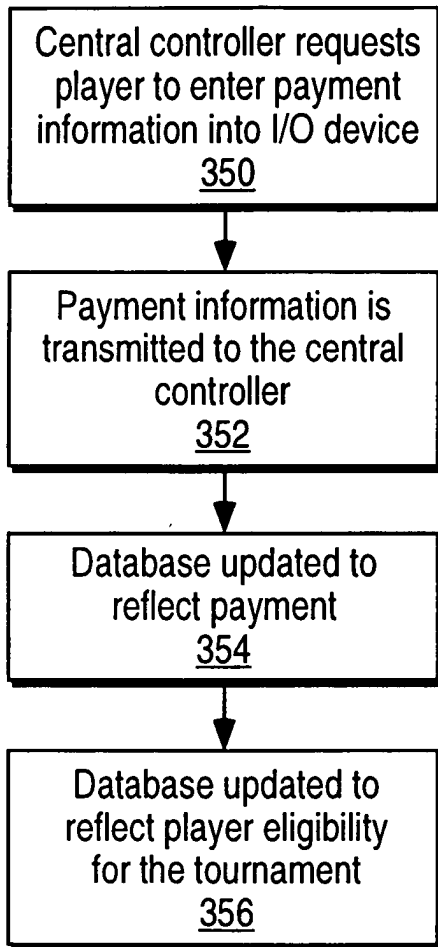 Central controller requests
player to enter payment
information into I/O device
350
Payment information is
transmitted to the central
controller
352
Database updated to
reflect payment
354
Database updated to
reflect player eligibility
for the tournament
356